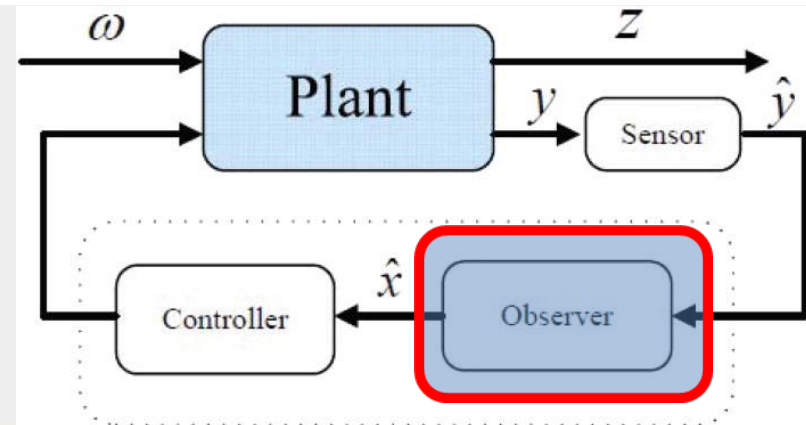 ω
z
Plant
y
ŷ
Sensor
x̂
Controller
Observer